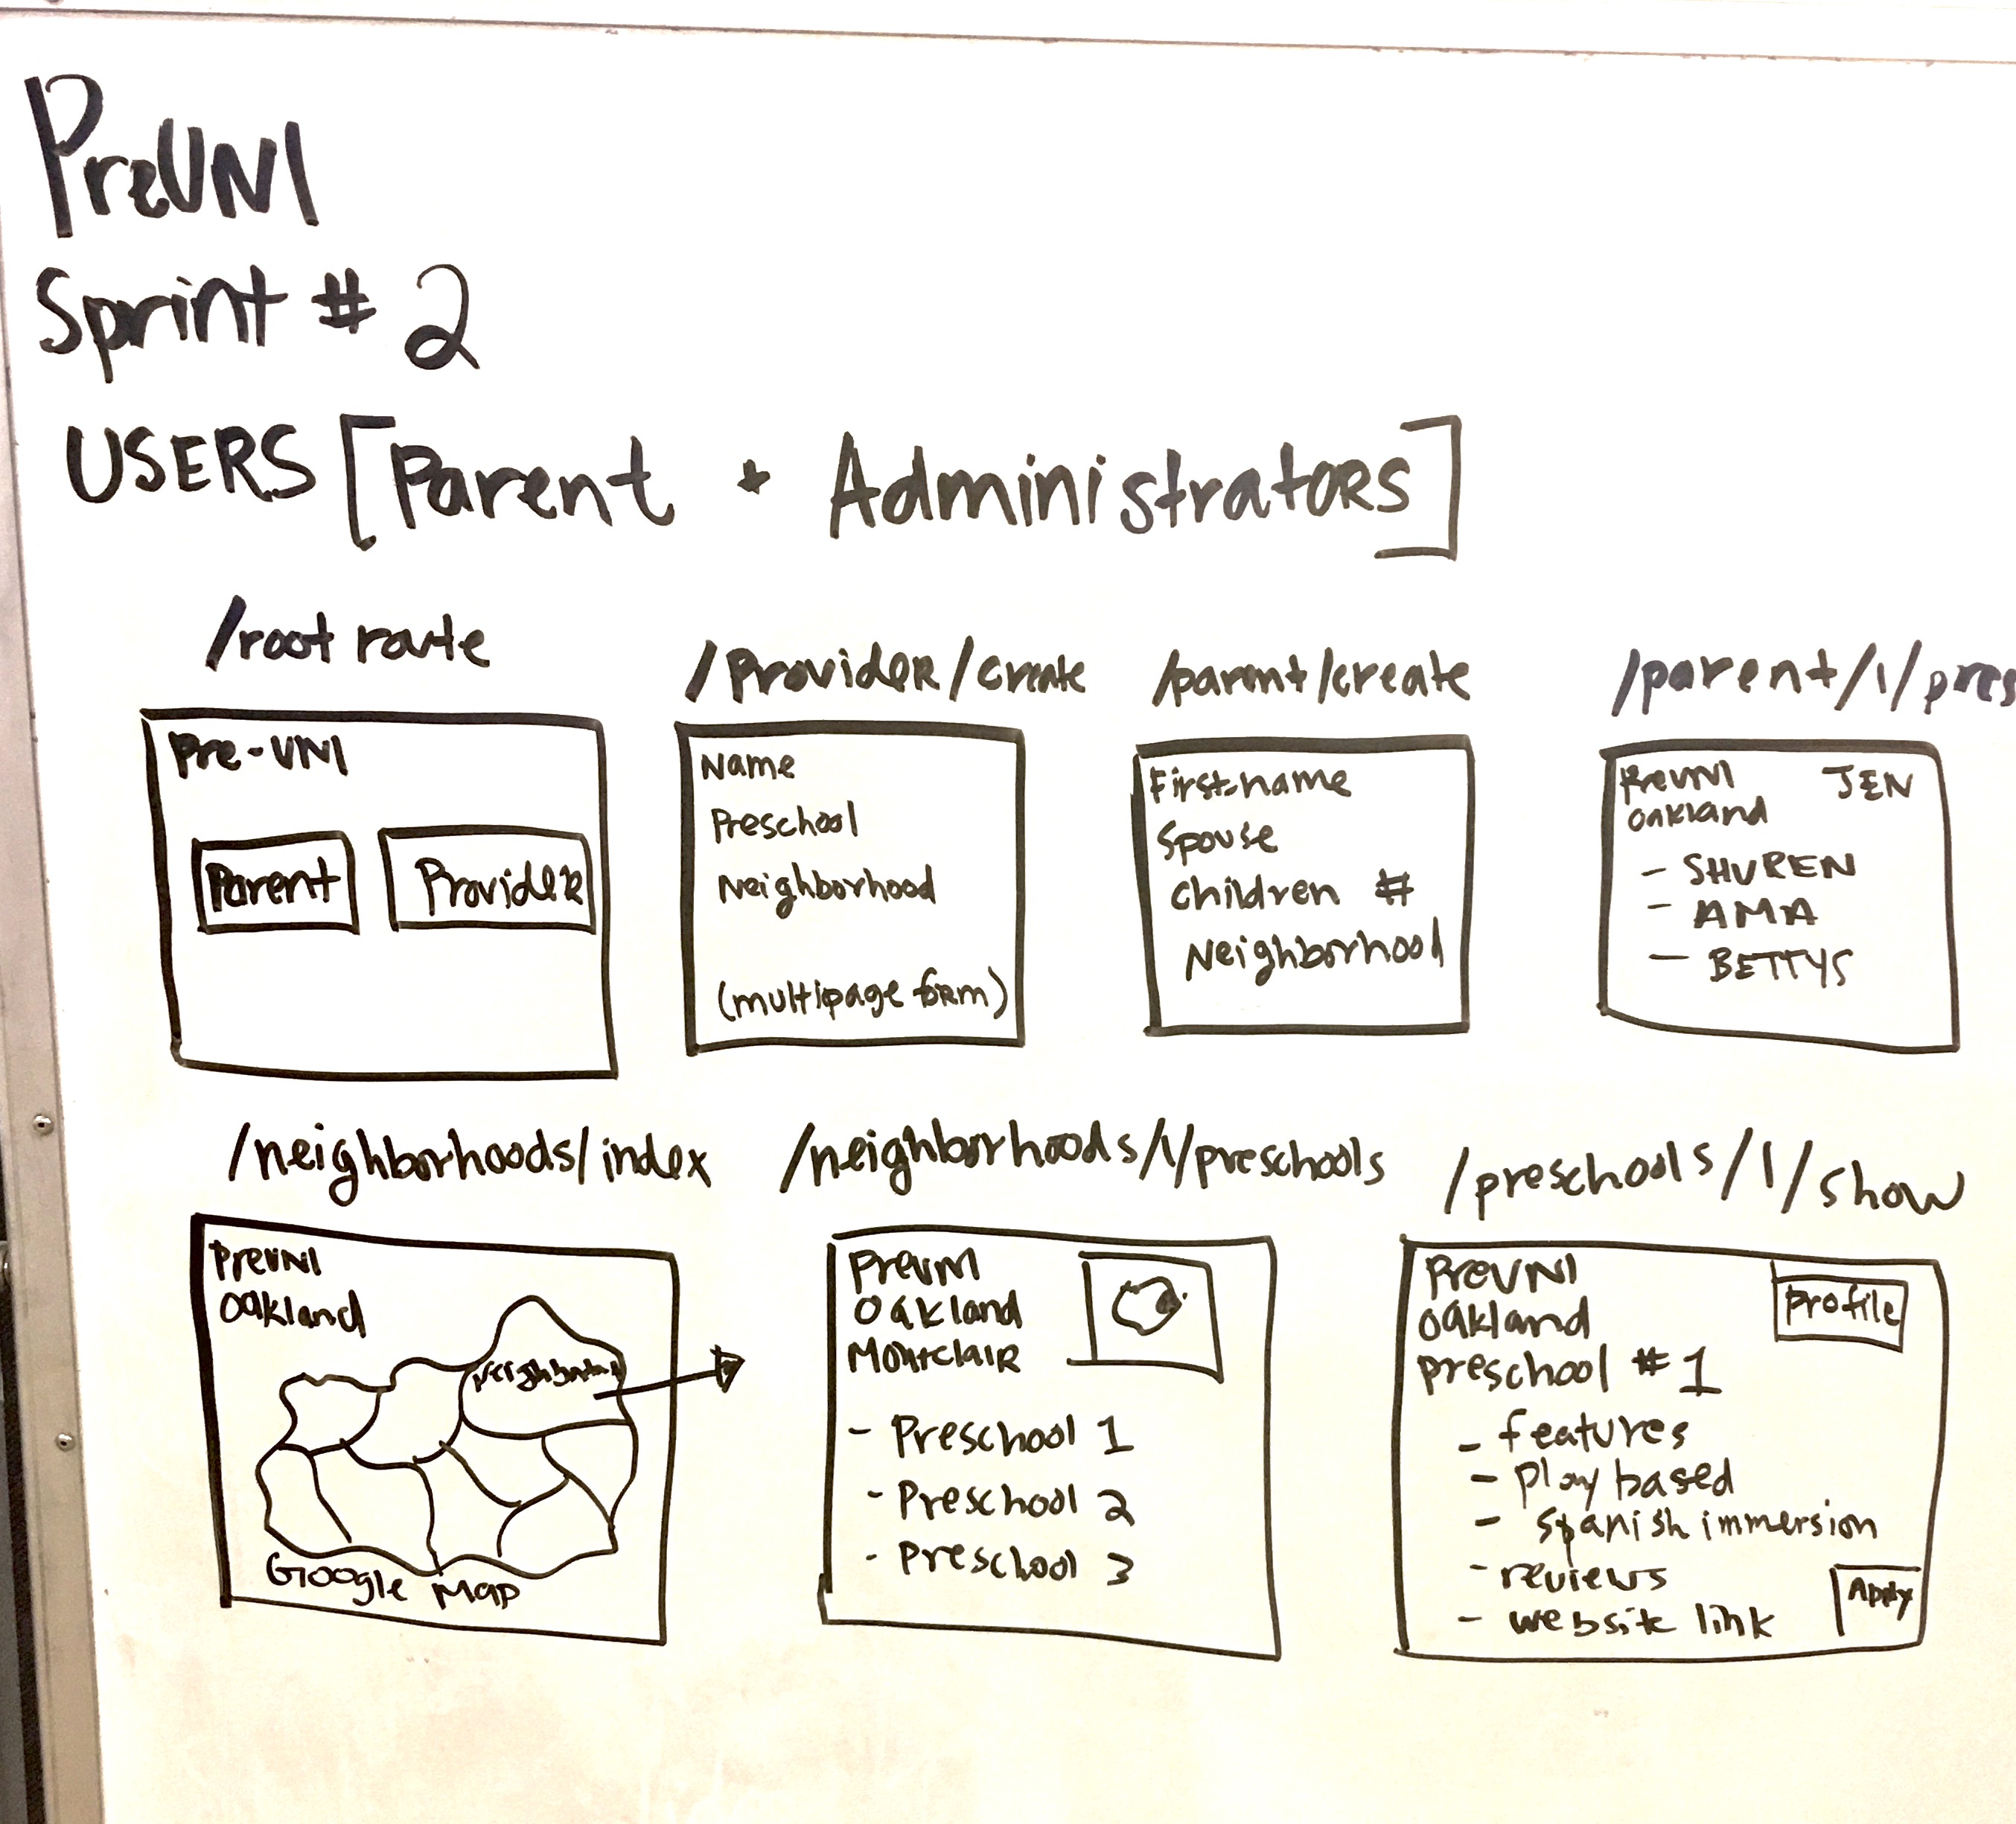 PreUNI
Sprint # 2
USERS [Parent + Administrators]
/root route
Pre-UNI
Parent
Provider
/Provider/create
Name
Preschool
Neighborhood
(multipage form)
/parent/create
First-name
Spouse
Children #
Neighborhood
/parent/1/pres
PreUNI JEN
Oakland
- SHUREN
- AMA
- BETTYS
/neighborhoods/index
PreUNI
Oakland
Neighborhood
Google Map
/neighborhoods/1/preschools
PreUNI
Oakland
Montclair
- Preschool 1
- Preschool 2
- Preschool 3
/preschools/1/show
PreUNI
Profile
Oakland
preschool #1
- features
- play based
- spanish immersion
- reviews
- website link
Apply